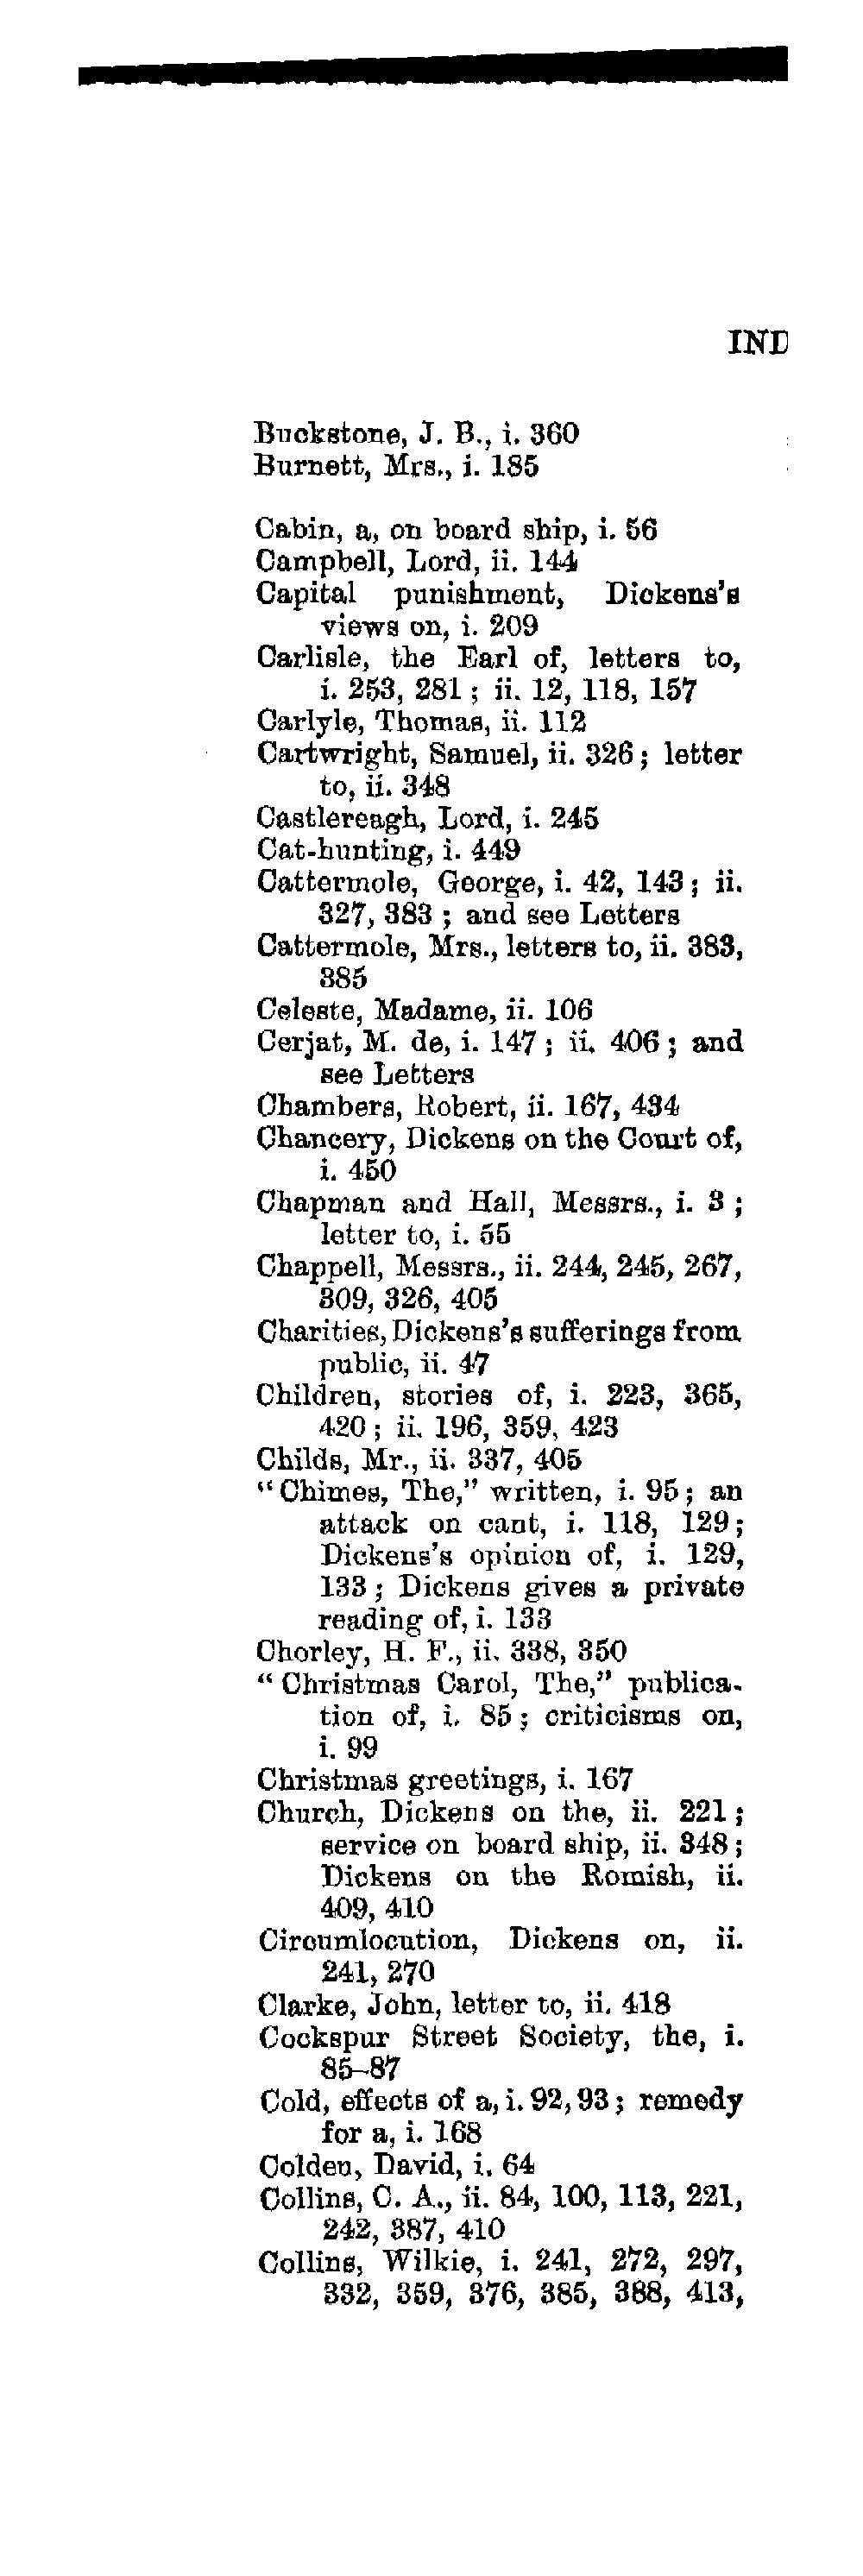 IND
Buckstone, J. B., i. 360
Burnett, Mrs., i. 185
Cabin, a, on board ship, i. 56
Campbell, Lord, ii. 144
Capital punishment, Dickens's
views on, i. 209
Carlisle, the Earl of, letters to,
i. 253, 281 ; ii. 12, 118, 157
Carlyle, Thomas, ii. 112
Cartwright, Samuel, ii. 326 ; letter
to, ii. 348
Castlereagh, Lord, i. 245
Cat-hunting, i. 449
Cattermole, George, i. 42, 143 ; ii.
327, 383 ; and see Letters
Cattermole, Mrs., letters to, ii. 383,
385
Celeste, Madame, ii. 106
Cerjat, M. de, i. 147 ; ii. 406 ; and
see Letters
Chambers, Robert, ii. 167, 434
Chancery, Dickens on the Court of,
i. 450
Chapman and Hall, Messrs., i. 3 ;
letter to, i. 55
Chappell, Messrs., ii. 244, 245, 267,
309, 326, 405
Charities, Dickens's sufferings from
public, ii. 47
Children, stories of, i. 223, 365,
420 ; ii. 196, 359, 423
Childs, Mr., ii. 337, 405
"Chimes, The," written, i. 95 ; an
attack on cant, i. 118, 129 ;
Dickens's opinion of, i. 129,
133 ; Dickens gives a private
reading of, i. 133
Chorley, H. F., ii. 338, 350
"Christmas Carol, The," publica-
tion of, i. 85 ; criticisms on,
i. 99
Christmas greetings, i. 167
Church, Dickens on the, ii. 221 ;
service on board ship, ii. 348 ;
Dickens on the Romish, ii.
409, 410
Circumlocution, Dickens on, ii.
241, 270
Clarke, John, letter to, ii. 418
Cockspur Street Society, the, i.
85-87
Cold, effects of a, i. 92, 93 ; remedy
for a, i. 168
Colden, David, i. 64
Collins, C. A., ii. 84, 100, 113, 221,
242, 387, 410
Collins, Wilkie, i. 241, 272, 297,
332, 359, 376, 385, 388, 413,